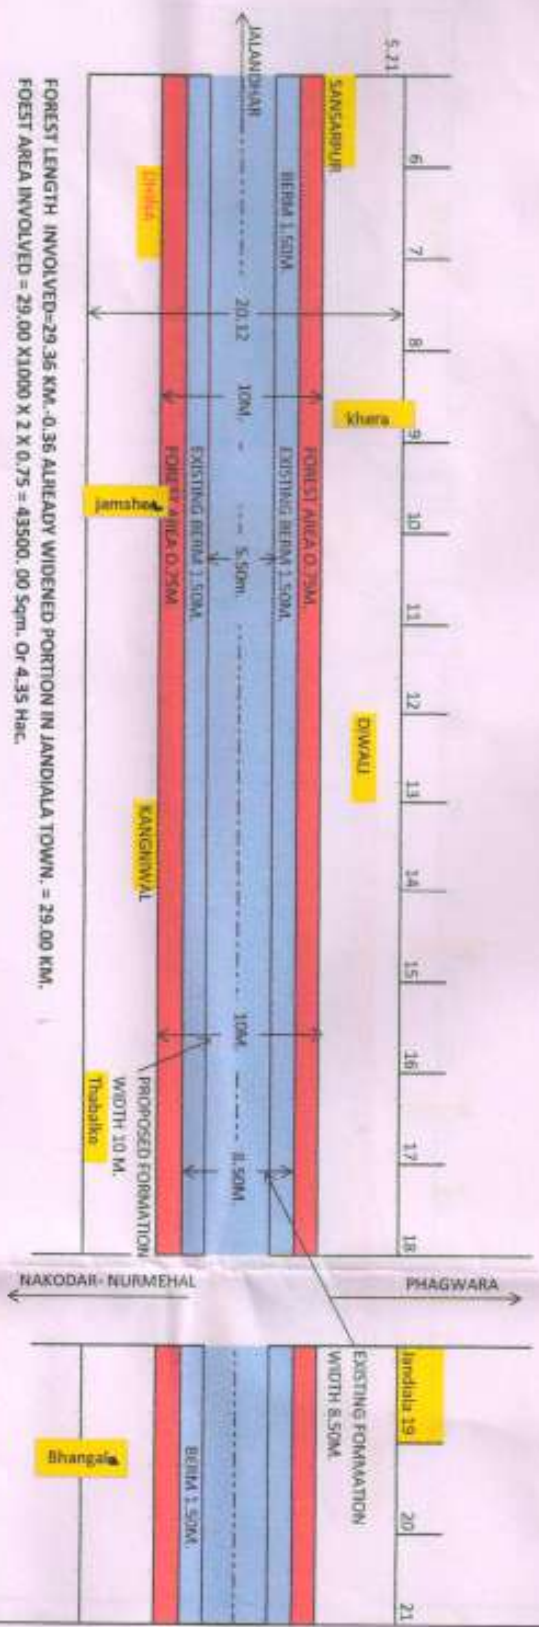 5.21
6
7
8
9
10
11
12
13
14
15
16
17
18
Jandiala 19
20
21
SANSARPUR
khera
DIWALI
JALANDHAR
BERM 1.50M.
FOREST AREA 0.75M.
EXISTING BERM 1.50M.
20.12
10M.
5.50m.
10M.
8.50M.
EXISTING BERM 1.50M.
FOREST AREA 0.75M
jamsher
KANGNIWAL
PROPOSED FORMATION
WIDTH 10 M.
Thabalke
NAKODAR- NURMEHAL
PHAGWARA
EXISTING FOMMATION
WIDTH 8.50M.
BERM 1.50M.
Bhangala
FOREST LENGTH INVOLVED=29.36 KM.-0.36 ALREADY WIDENED PORTION IN JANDIALA TOWN. = 29.00 KM.
FOEST AREA INVOLVED = 29.00 X1000 X 2 X 0.75 = 43500. 00 Sqm. Or 4.35 Hac.